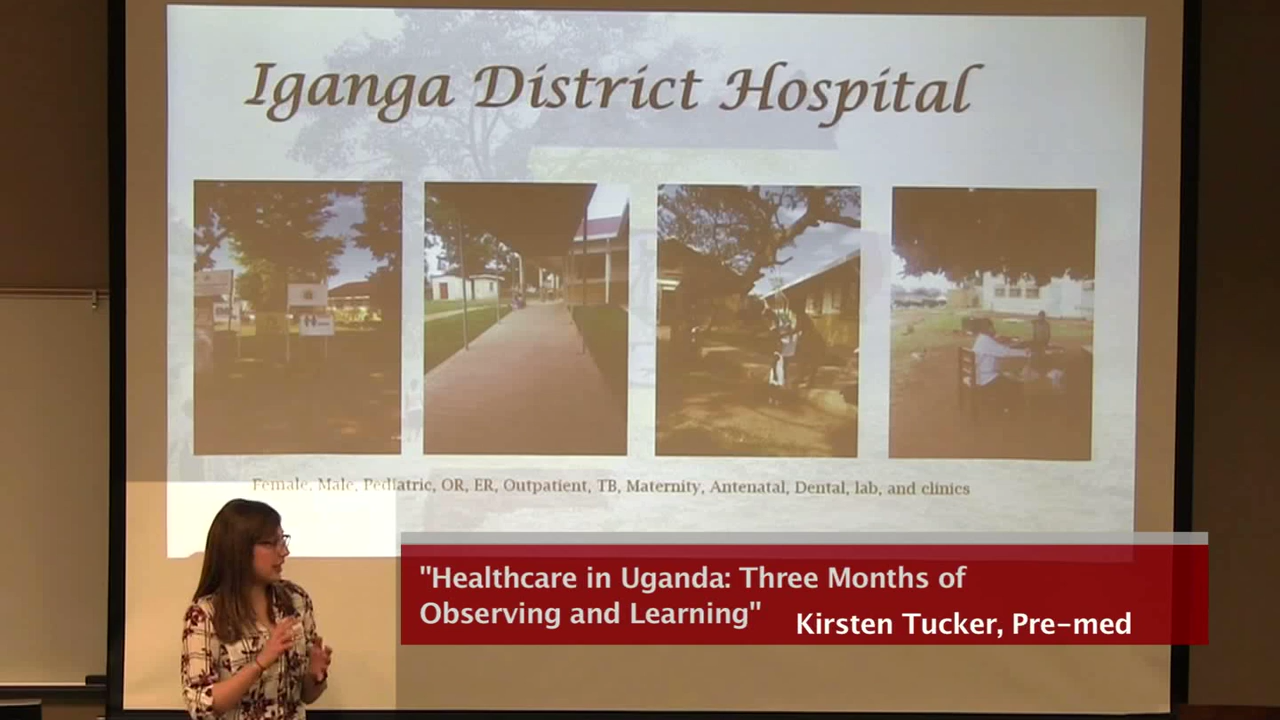 Iganga District Hospital
Female, Male, Pediatric, OR, ER, Outpatient, TB, Maternity, Antenatal, Dental, lab, and clinics
"Healthcare in Uganda: Three Months of
Observing and Learning"
Kirsten Tucker, Pre-med